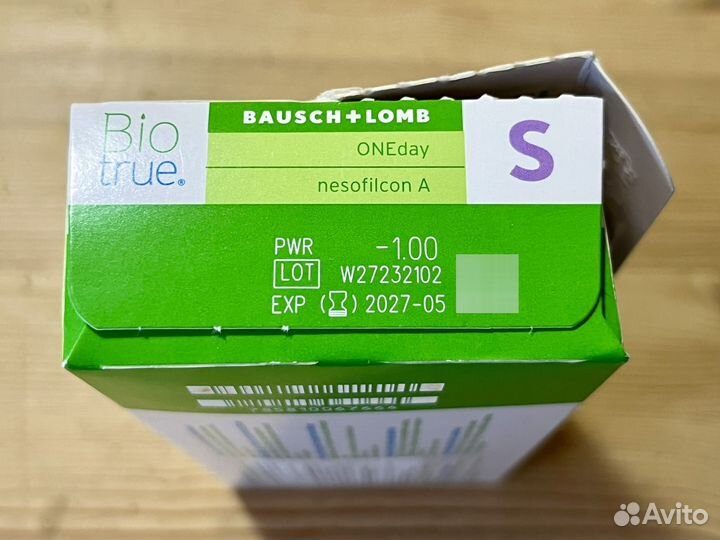 Bio
true®
BAUSCH+LOMB
ONEday
nesofilcon A
S
PWR -1.00
LOT W27232102
EXP 2027-05
Avito